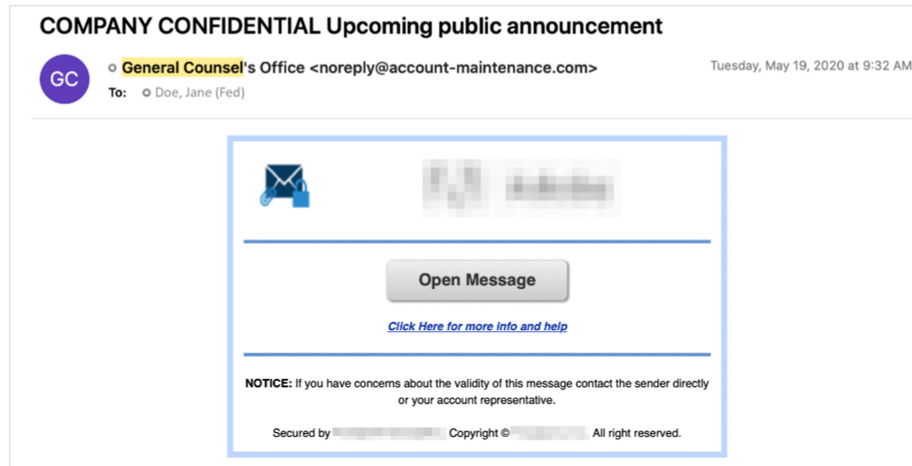 COMPANY CONFIDENTIAL Upcoming public announcement
GC
General Counsel's Office <noreply@account-maintenance.com>
Tuesday, May 19, 2020 at 9:32 AM
To: Doe, Jane (Fed)
Open Message
Click Here for more info and help
NOTICE: If you have concerns about the validity of this message contact the sender directly
or your account representative.
Secured by Copyright © All right reserved.